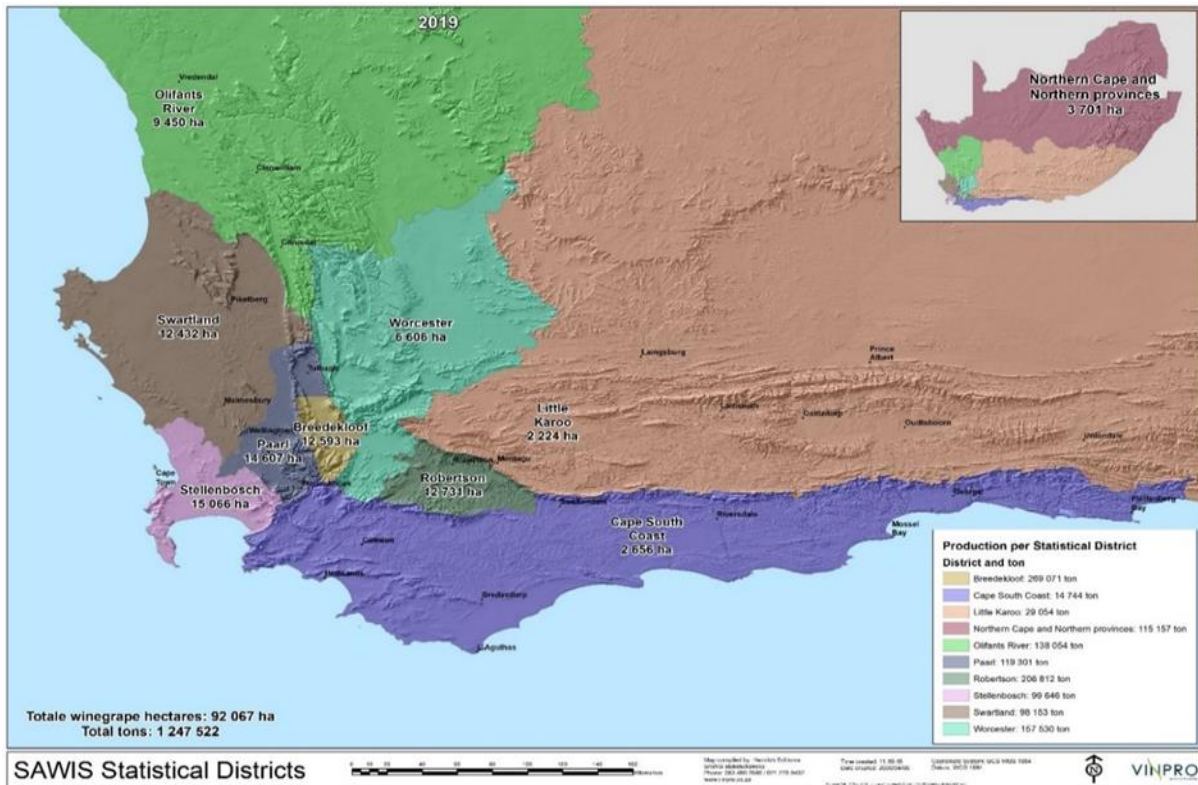 2019
Northern Cape and
Northern provinces
3 701 ha
Vredendal
Olifants
River
9 450 ha
Clanwilliam
Citrusdal
Piketberg
Swartland
12 432 ha
Worcester
6 606 ha
Laingsburg
Prince
Albert
Tulbagh
Malmesbury
Ladismith
Calitzdorp
Oudtshoorn
Uniondale
Little
Karoo
2 224 ha
Wellington
Breedekloof
12 593 ha
Paarl
14 607 ha
Robertson
Montagu
Robertson
12 731 ha
Cape
Town
Stellenbosch
15 066 ha
Swellendam
Riversdale
George
Mossel
Bay
Plettenberg
Bay
Cape South
Coast
2 656 ha
Caledon
Hermanus
Bredasdorp
L'Agulhas
Production per Statistical District
District and ton
Breedekloof: 269 071 ton
Cape South Coast: 14 744 ton
Little Karoo: 29 054 ton
Northern Cape and Northern provinces: 115 157 ton
Olifants River: 138 054 ton
Paarl: 119 301 ton
Robertson: 206 812 ton
Stellenbosch: 99 646 ton
Swartland: 98 153 ton
Worcester: 157 530 ton
Totale winegrape hectares: 92 067 ha
Total tons: 1 247 522
SAWIS Statistical Districts
VINPRO